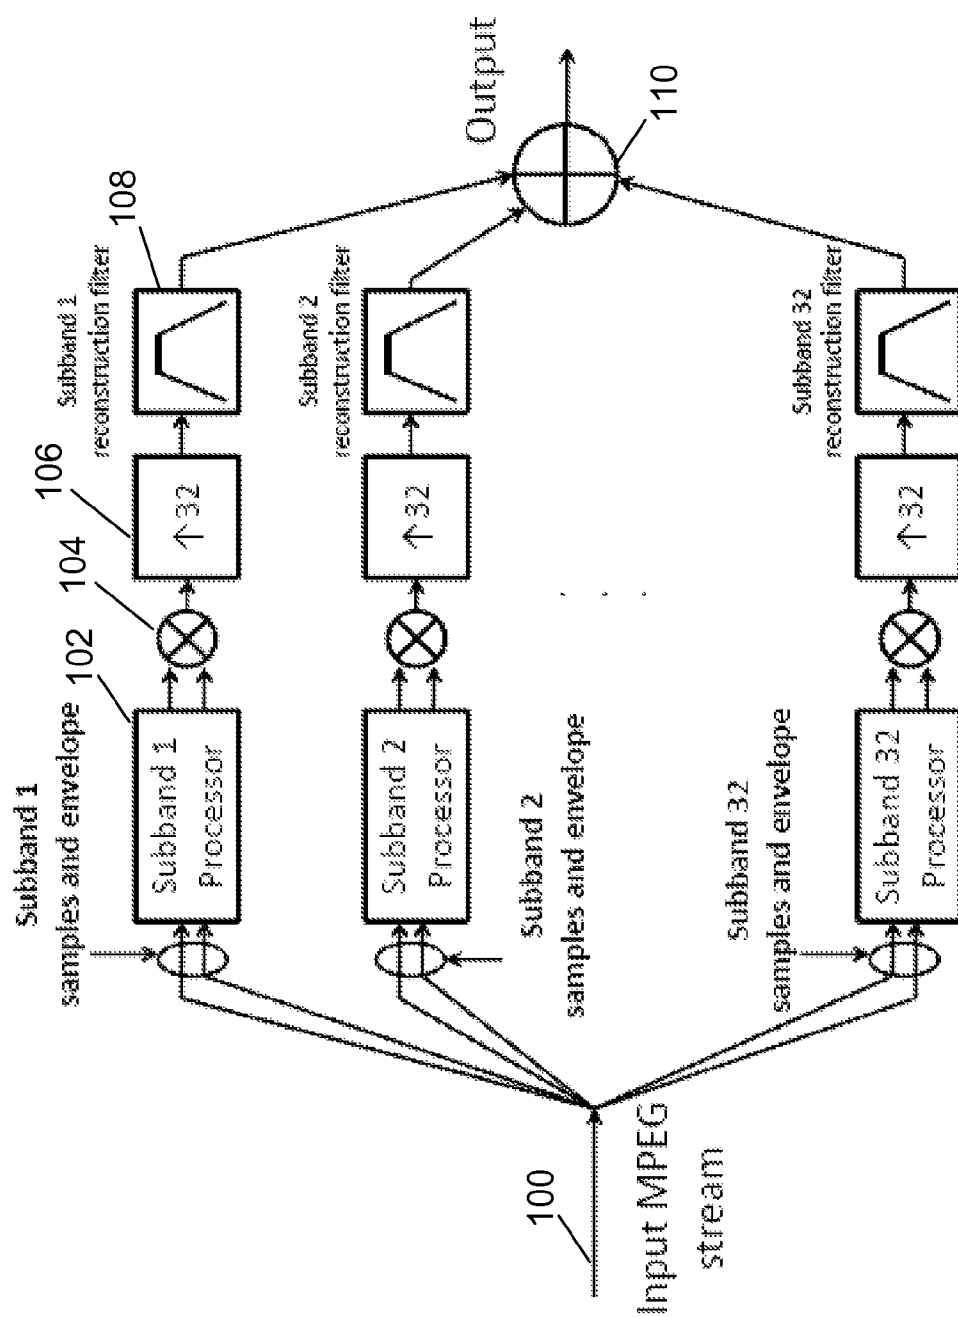 Input MPEG
stream
100
Subband 1
samples and envelope
Subband 1
Processor
102
104
↑32
106
Subband 1
reconstruction filter
108
Subband 2
samples and envelope
Subband 2
Processor
↑32
Subband 2
reconstruction filter
. . .
Subband 32
samples and envelope
Subband 32
Processor
↑32
Subband 32
reconstruction filter
110
Output